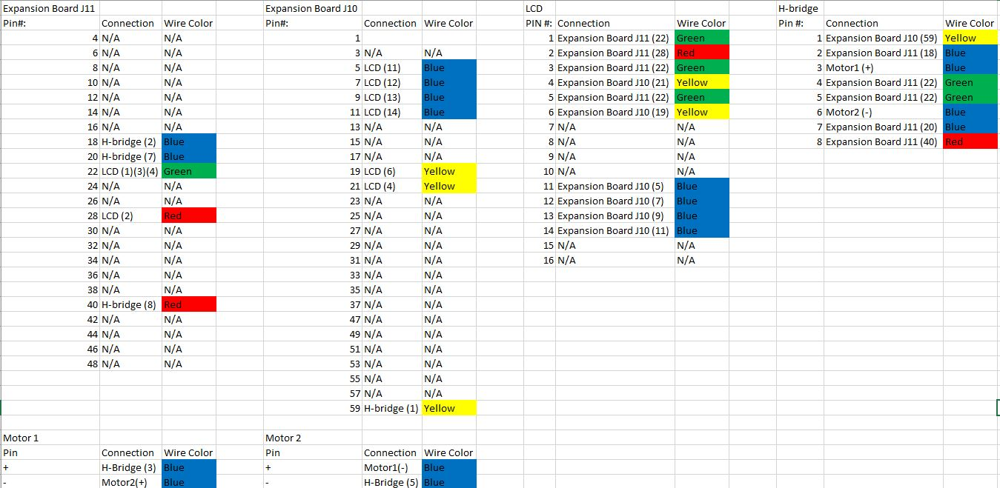 Expansion Board J11 Expansion Board J10 LCD H-bridge
Pin#: Connection Wire Color Pin#: Connection Wire Color PIN #: Connection Wire Color Pin #: Connection Wire Color
4 N/A N/A 1 1 Expansion Board J11 (22) Green 1 Expansion Board J10 (59) Yellow
6 N/A N/A 3 N/A N/A 2 Expansion Board J11 (28) Red 2 Expansion Board J11 (18) Blue
8 N/A N/A 5 LCD (11) Blue 3 Expansion Board J11 (22) Green 3 Motor1 (+) Blue
10 N/A N/A 7 LCD (12) Blue 4 Expansion Board J10 (21) Yellow 4 Expansion Board J11 (22) Green
12 N/A N/A 9 LCD (13) Blue 5 Expansion Board J11 (22) Green 5 Expansion Board J11 (22) Green
14 N/A N/A 11 LCD (14) Blue 6 Expansion Board J10 (19) Yellow 6 Motor2 (-) Blue
16 N/A N/A 13 N/A N/A 7 N/A N/A 7 Expansion Board J11 (20) Blue
18 H-bridge (2) Blue 15 N/A N/A 8 N/A N/A 8 Expansion Board J11 (40) Red
20 H-bridge (7) Blue 17 N/A N/A 9 N/A N/A
22 LCD (1)(3)(4) Green 19 LCD (6) Yellow 10 N/A N/A
24 N/A N/A 21 LCD (4) Yellow 11 Expansion Board J10 (5) Blue
26 N/A N/A 23 N/A N/A 12 Expansion Board J10 (7) Blue
28 LCD (2) Red 25 N/A N/A 13 Expansion Board J10 (9) Blue
30 N/A N/A 27 N/A N/A 14 Expansion Board J10 (11) Blue
32 N/A N/A 29 N/A N/A 15 N/A N/A
34 N/A N/A 31 N/A N/A 16 N/A N/A
36 N/A N/A 33 N/A N/A
38 N/A N/A 35 N/A N/A
40 H-bridge (8) Red 37 N/A N/A
42 N/A N/A 47 N/A N/A
44 N/A N/A 49 N/A N/A
46 N/A N/A 51 N/A N/A
48 N/A N/A 53 N/A N/A
55 N/A N/A
57 N/A N/A
59 H-bridge (1) Yellow
Motor 1 Motor 2
Pin Connection Wire Color Pin Connection Wire Color
+ H-Bridge (3) Blue + Motor1(-) Blue
- Motor2(+) Blue - H-Bridge (5) Blue